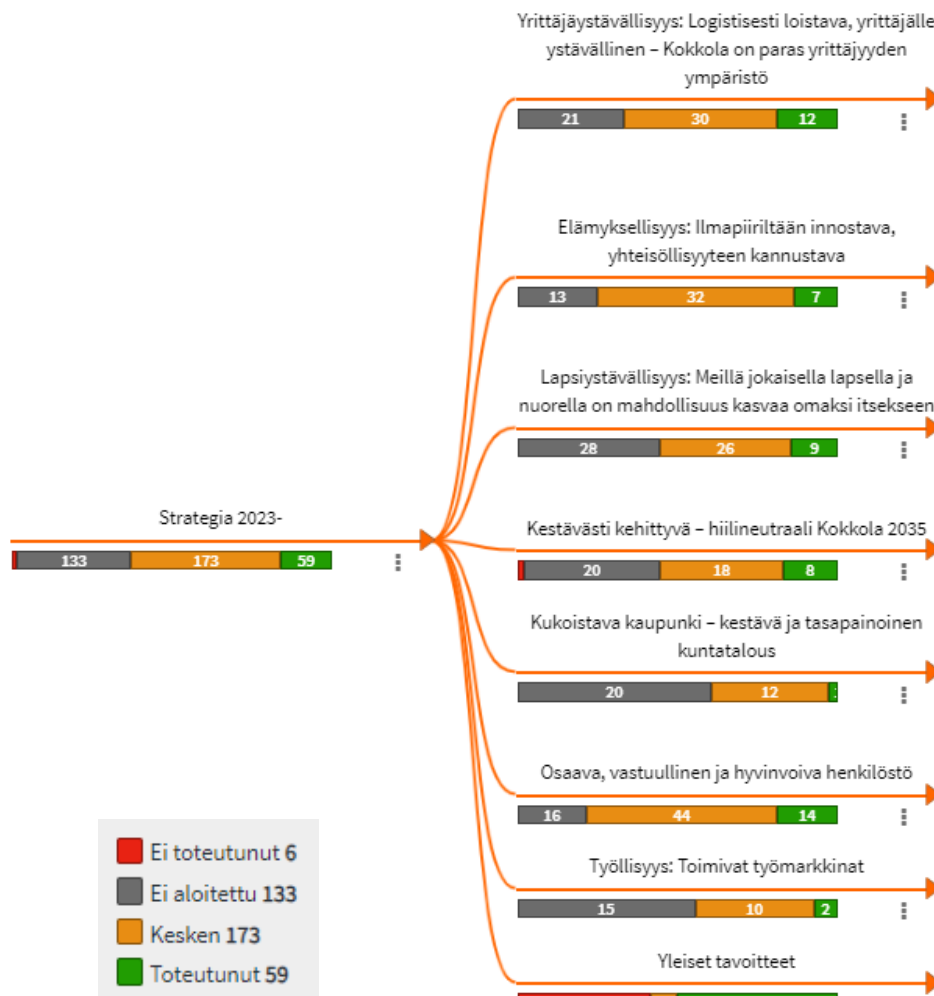 Yrittäjäystävällisyys: Logistisesti loistava, yrittäjälle
ystävällinen – Kokkola on paras yrittäjyyden
ympäristö
21 30 12
Elämyksellisyys: Ilmapiiriltään innostava,
yhteisöllisyyteen kannustava
13 32 7
Lapsiystävällisyys: Meillä jokaisella lapsella ja
nuorella on mahdollisuus kasvaa omaksi itsekseen
28 26 9
Strategia 2023-
133 173 59
Kestävästi kehittyvä – hiilineutraali Kokkola 2035
20 18 8
Kukoistava kaupunki – kestävä ja tasapainoinen
kuntatalous
20 12
Osaava, vastuullinen ja hyvinvoiva henkilöstö
16 44 14
Työllisyys: Toimivat työmarkkinat
15 10 2
Yleiset tavoitteet
Ei toteutunut 6
Ei aloitettu 133
Kesken 173
Toteutunut 59